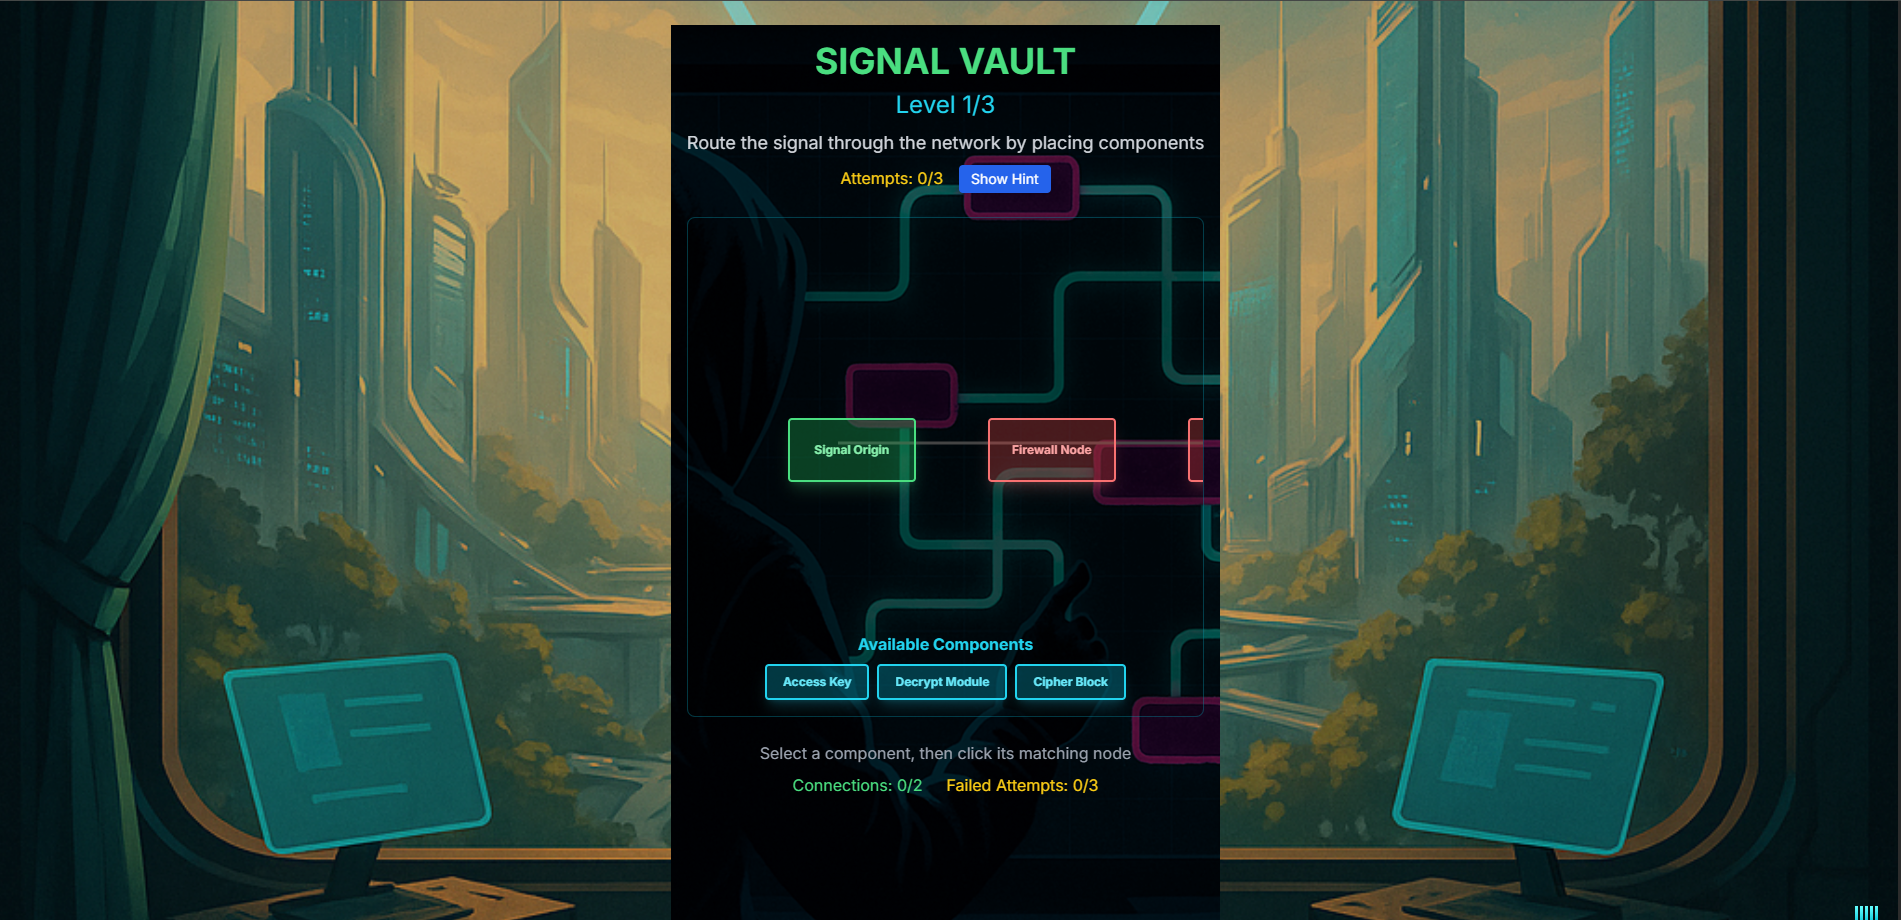 SIGNAL VAULT
Level 1/3
Route the signal through the network by placing components
Attempts: 0/3 Show Hint
Signal Origin Firewall Node
Available Components
Access Key Decrypt Module Cipher Block
Select a component, then click its matching node
Connections: 0/2 Failed Attempts: 0/3